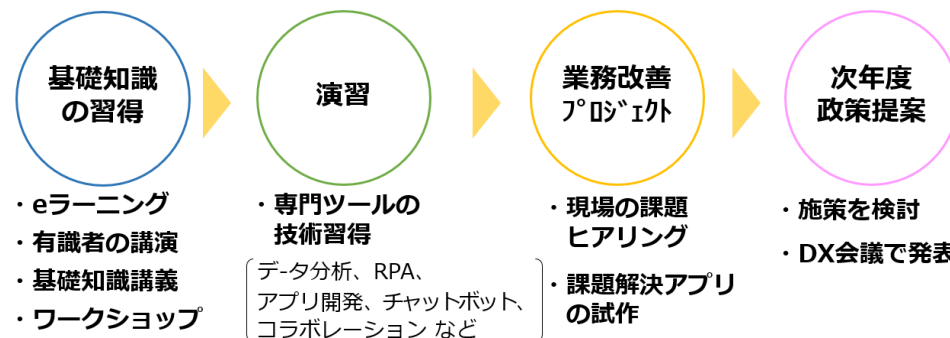 基礎知識
の習得
・eラーニング
・有識者の講演
・基礎知識講義
・ワークショップ
演習
・専門ツールの
技術習得
データ分析、RPA、
アプリ開発、チャットボット、
コラボレーション など
業務改善
ﾌﾟﾛｼﾞｪｸﾄ
・現場の課題
ヒアリング
・課題解決アプリ
の試作
次年度
政策提案
・施策を検討
・DX会議で発表